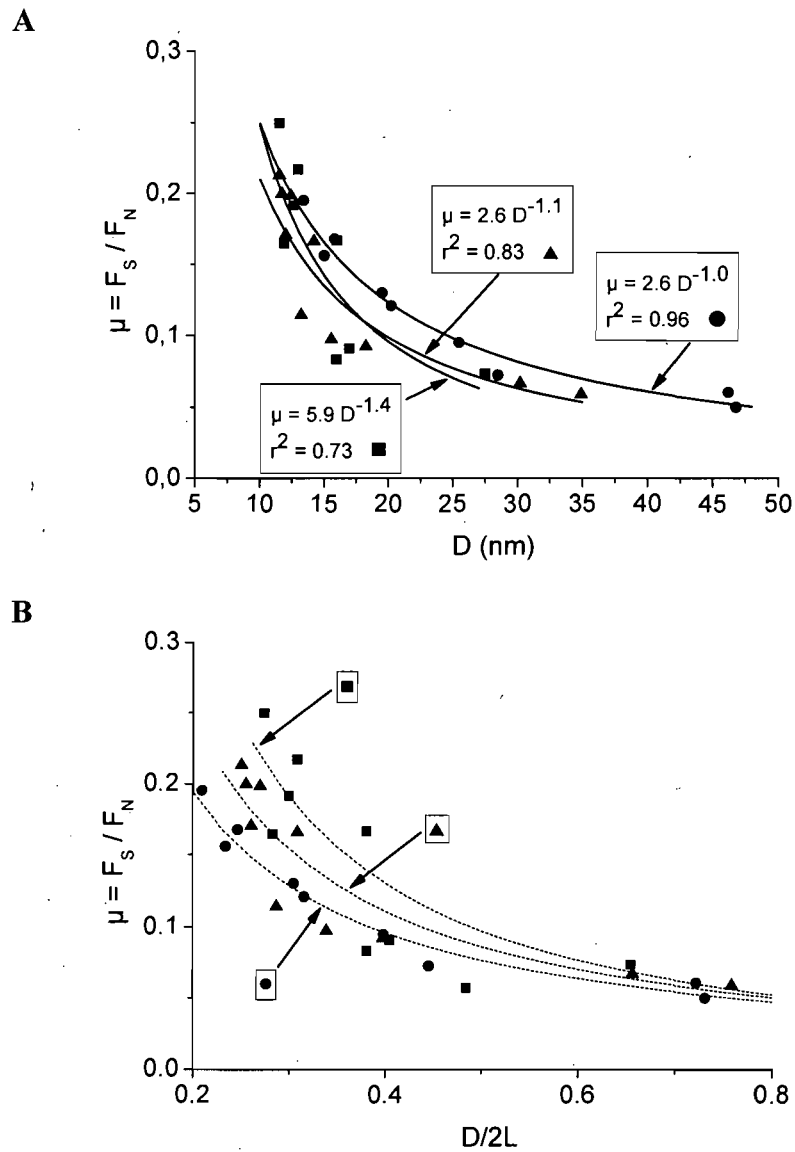 A
0,3
0,2
0,1
0,0
μ = F_S / F_N
μ = 2.6 D^-1.1
r^2 = 0.83 ▲
μ = 2.6 D^-1.0
r^2 = 0.96 ●
μ = 5.9 D^-1.4
r^2 = 0.73 ■
5 10 15 20 25 30 35 40 45 50
D (nm)
B
0.3
0.2
0.1
0.0
μ = F_S / F_N
0.2 0.4 0.6 0.8
D/2L